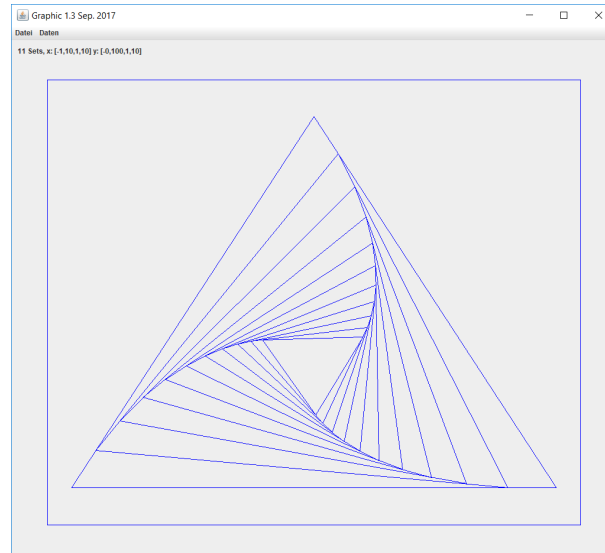 Graphic 1.3 Sep. 2017
Datei Daten
11 Sets, x: [-1,10,1,10] y: [-0,100,1,10]